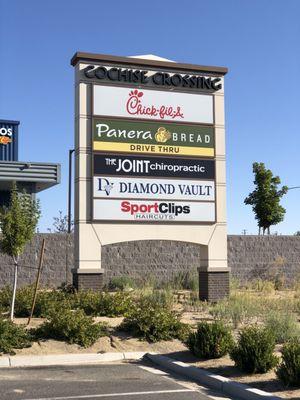 COCHISE CROSSING
Chick-fil-A
Panera BREAD
DRIVE THRU
THE JOINT chiropractic
DV DIAMOND VAULT
SportClips
HAIRCUTS